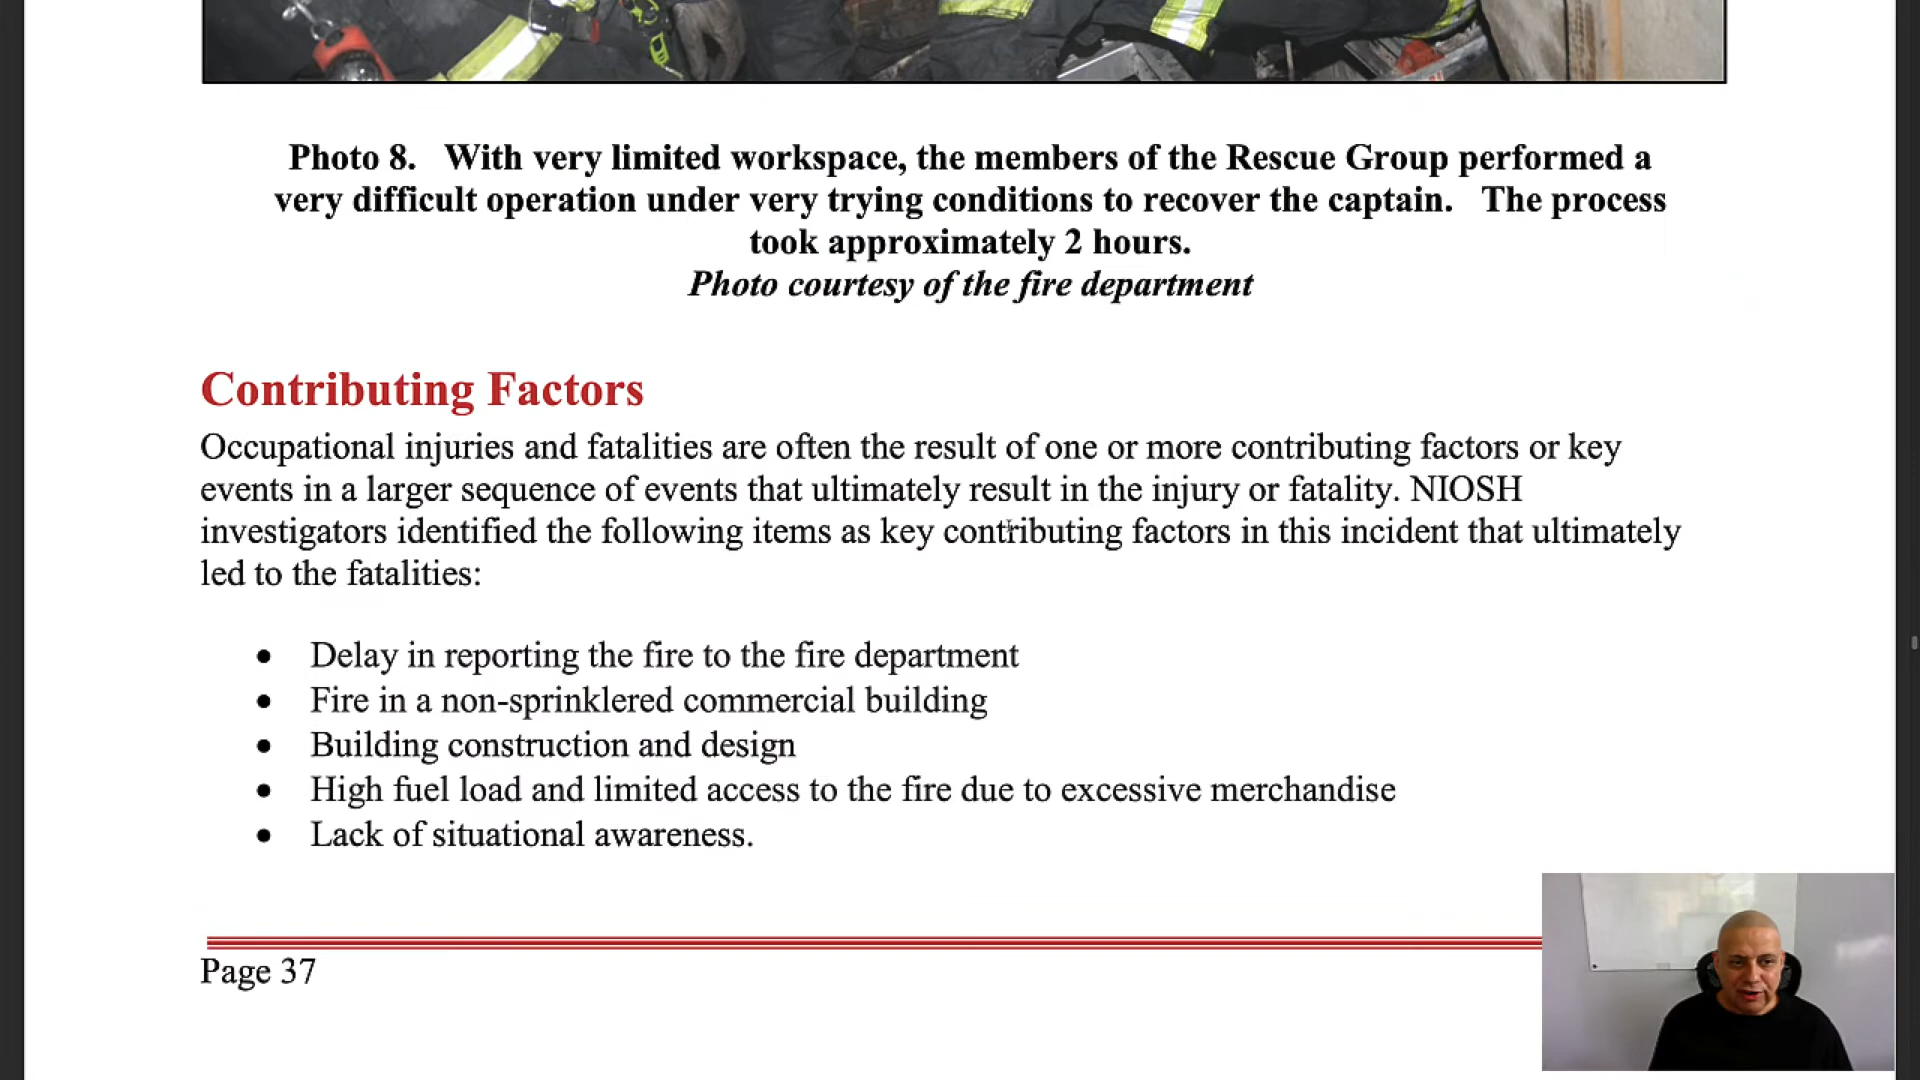 Photo 8. With very limited workspace, the members of the Rescue Group performed a
very difficult operation under very trying conditions to recover the captain. The process
took approximately 2 hours.
Photo courtesy of the fire department
Contributing Factors
Occupational injuries and fatalities are often the result of one or more contributing factors or key
events in a larger sequence of events that ultimately result in the injury or fatality. NIOSH
investigators identified the following items as key contributing factors in this incident that ultimately
led to the fatalities:
• Delay in reporting the fire to the fire department
• Fire in a non-sprinklered commercial building
• Building construction and design
• High fuel load and limited access to the fire due to excessive merchandise
• Lack of situational awareness.
Page 37